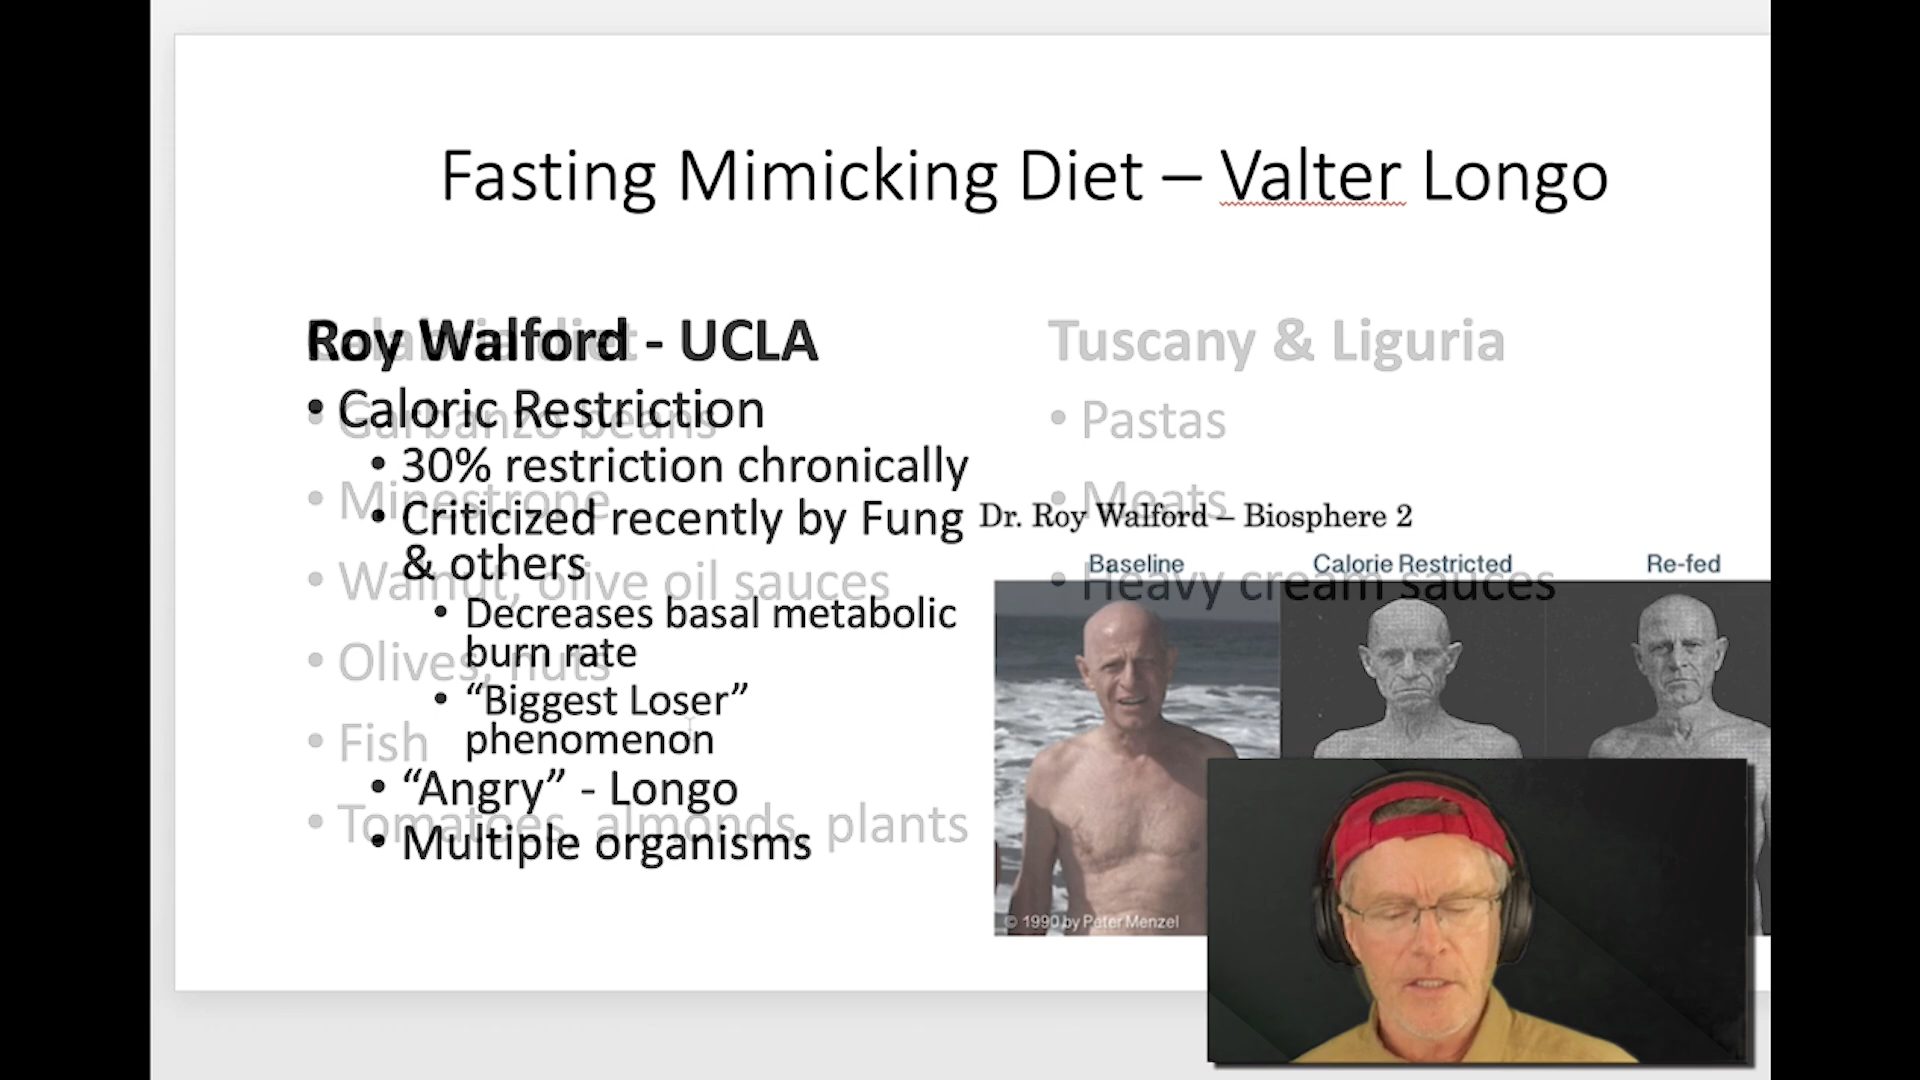 Fasting Mimicking Diet – Valter Longo
Roy Walford - UCLA
• Caloric Restriction
• 30% restriction chronically
• Criticized recently by Fung
& others
• Decreases basal metabolic
burn rate
• “Biggest Loser”
phenomenon
• “Angry” - Longo
• Multiple organisms
Calabria diet
• Garbanzo beans
• Minestrone
• Walnut, olive oil sauces
• Olives, nuts
• Fish
• Tomatoes, almonds, plants
Tuscany & Liguria
• Pastas
• Meats
• Heavy cream sauces
Dr. Roy Walford – Biosphere 2
Baseline
Calorie Restricted
Re-fed
© 1990 by Peter Menzel